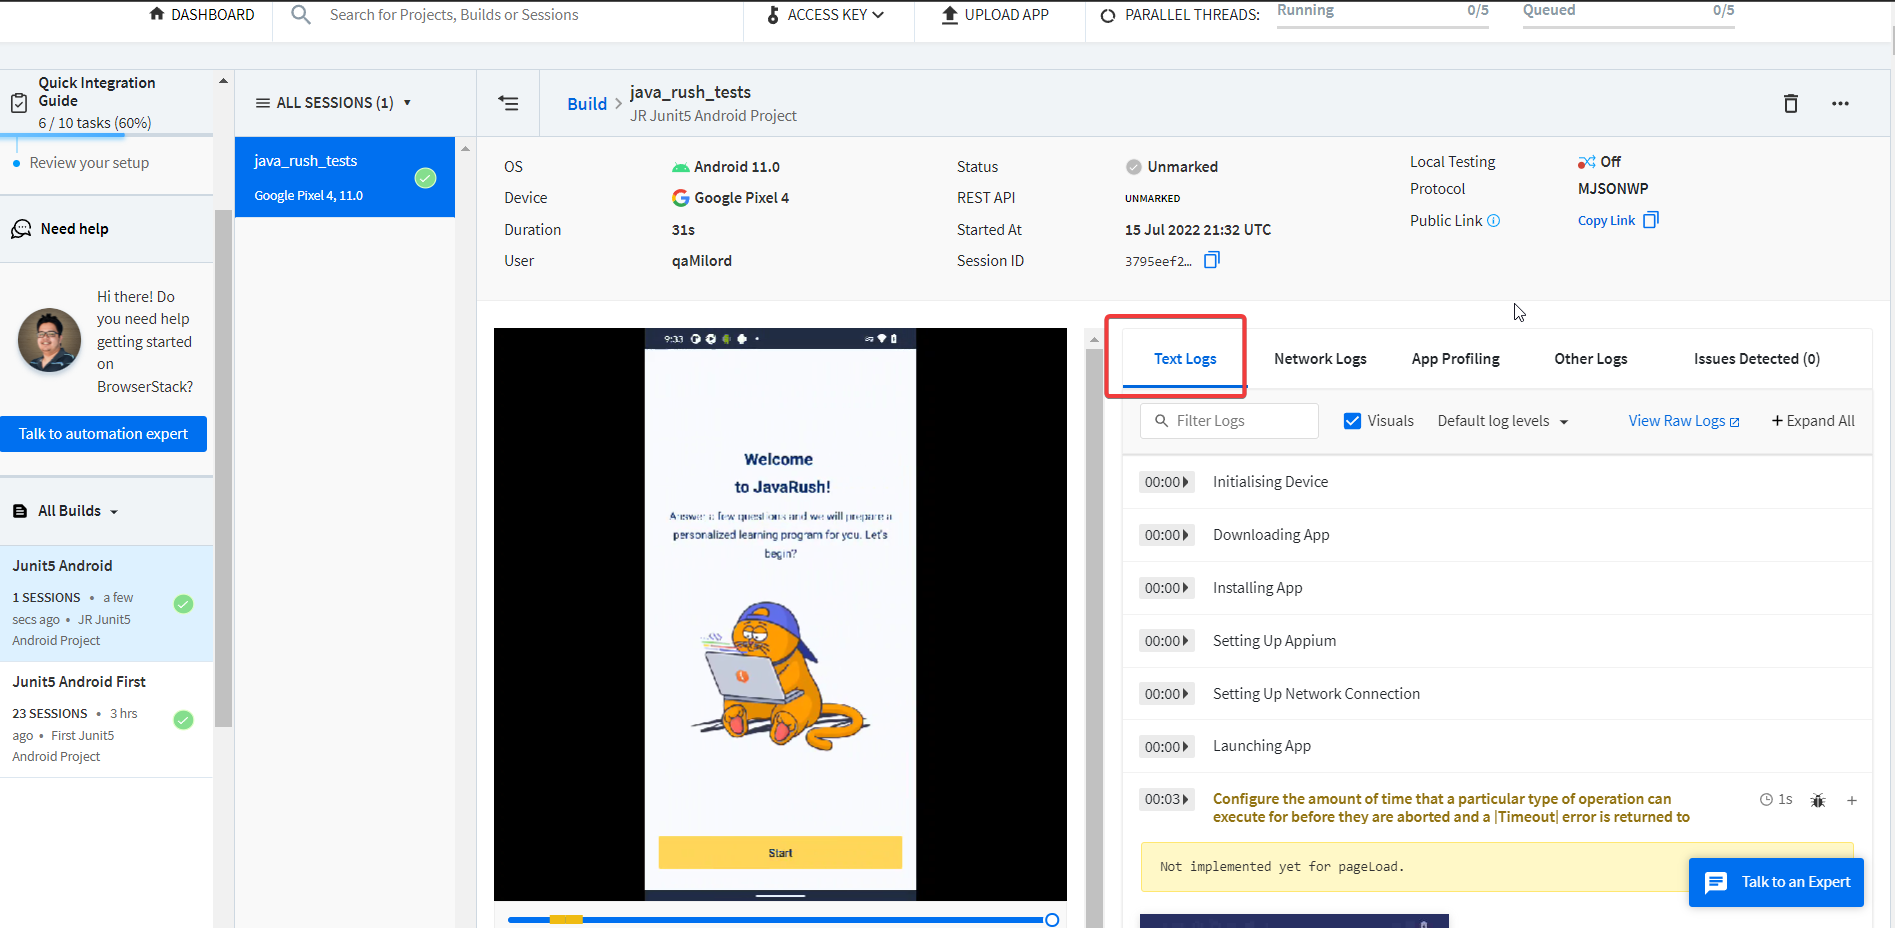 DASHBOARD
Search for Projects, Builds or Sessions
ACCESS KEY
UPLOAD APP
PARALLEL THREADS:
Running 0/5
Queued 0/5
Quick Integration
Guide
6 / 10 tasks (60%)
Review your setup
Need help
Hi there! Do
you need help
getting started
on
BrowserStack?
Talk to automation expert
All Builds
Junit5 Android
1 SESSIONS • a few
secs ago • JR Junit5
Android Project
Junit5 Android First
23 SESSIONS • 3 hrs
ago • First Junit5
Android Project
ALL SESSIONS (1)
java_rush_tests
Google Pixel 4, 11.0
Build > java_rush_tests
JR Junit5 Android Project
OS Android 11.0
Device Google Pixel 4
Duration 31s
User qaMilord
Status Unmarked
REST API UNMARKED
Started At 15 Jul 2022 21:32 UTC
Session ID 3795eef2…
Local Testing Off
Protocol MJSONWP
Public Link Copy Link
9:33
Welcome
to JavaRush!
Answer a few questions and we will prepare a
personalized learning program for you. Let's
begin?
Start
Text Logs
Network Logs
App Profiling
Other Logs
Issues Detected (0)
Filter Logs
Visuals
Default log levels
View Raw Logs
+ Expand All
00:00 Initialising Device
00:00 Downloading App
00:00 Installing App
00:00 Setting Up Appium
00:00 Setting Up Network Connection
00:00 Launching App
00:03 Configure the amount of time that a particular type of operation can 1s
execute for before they are aborted and a |Timeout| error is returned to
Not implemented yet for pageLoad.
Talk to an Expert